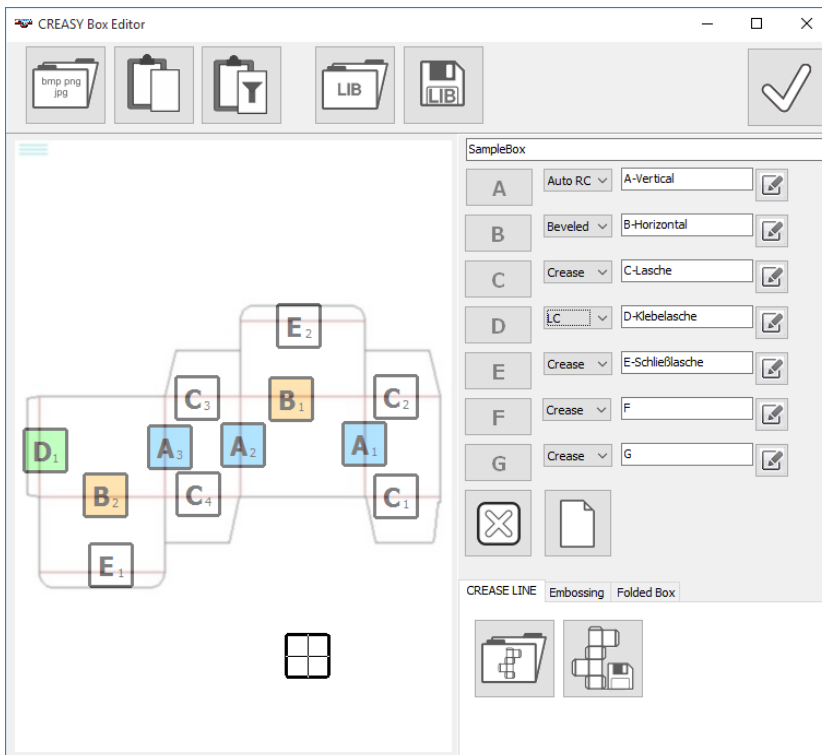 CREASY Box Editor
bmp png
jpg
LIB
LIB
SampleBox
A Auto RC A-Vertical
B Beveled B-Horizontal
C Crease C-Lasche
D LC D-Klebelasche
E Crease E-Schließlasche
F Crease F
G Crease G
E2
C3 B1 C2
D1 A3 A2 A1
B2 C4 C1
E1
CREASE LINE Embossing Folded Box